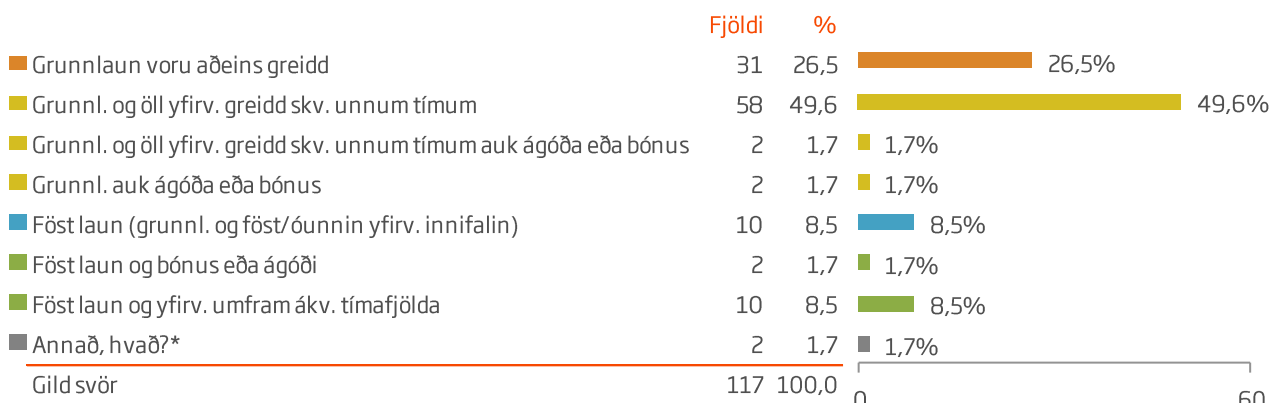 Fjöldi %
Grunnlaun voru aðeins greidd 31 26,5 26,5%
Grunnl. og öll yfirv. greidd skv. unnum tímum 58 49,6 49,6%
Grunnl. og öll yfirv. greidd skv. unnum tímum auk ágóða eða bónus 2 1,7 1,7%
Grunnl. auk ágóða eða bónus 2 1,7 1,7%
Föst laun (grunnl. og föst/óunnin yfirv. innifalin) 10 8,5 8,5%
Föst laun og bónus eða ágóði 2 1,7 1,7%
Föst laun og yfirv. umfram ákv. tímafjölda 10 8,5 8,5%
Annað, hvað?* 2 1,7 1,7%
Gild svör 117 100,0
0 60